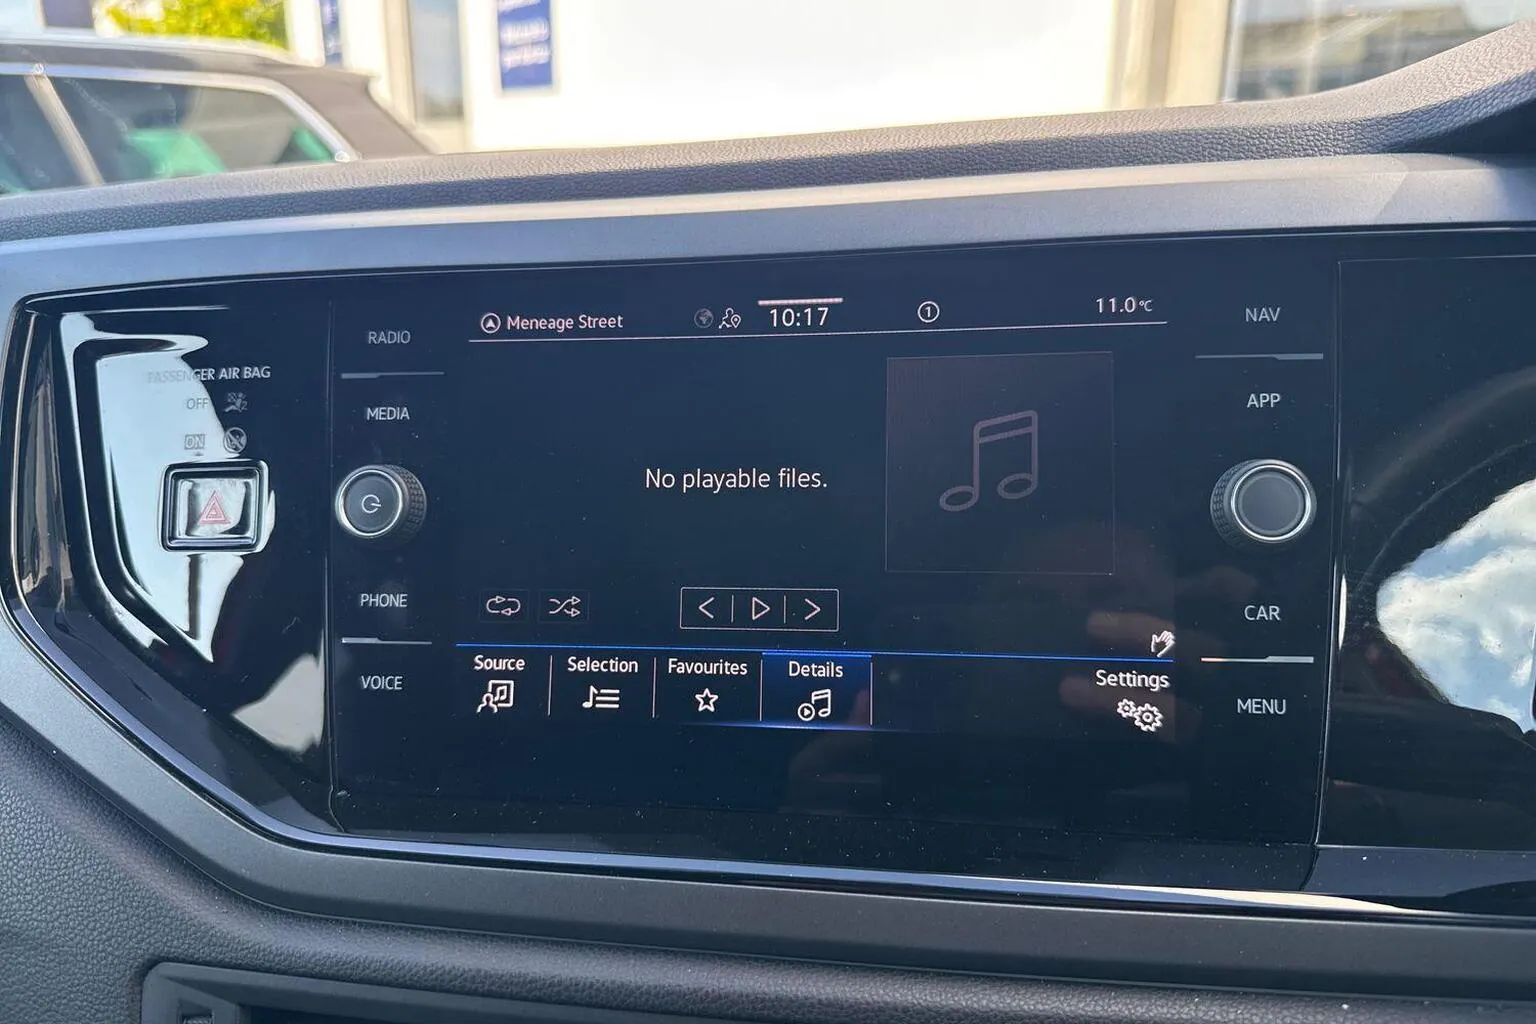 PASSENGER AIR BAG
OFF
ON
RADIO
MEDIA
PHONE
VOICE
Meneage Street
10:17
1
11.0°C
No playable files.
Source
Selection
Favourites
Details
Settings
NAV
APP
CAR
MENU